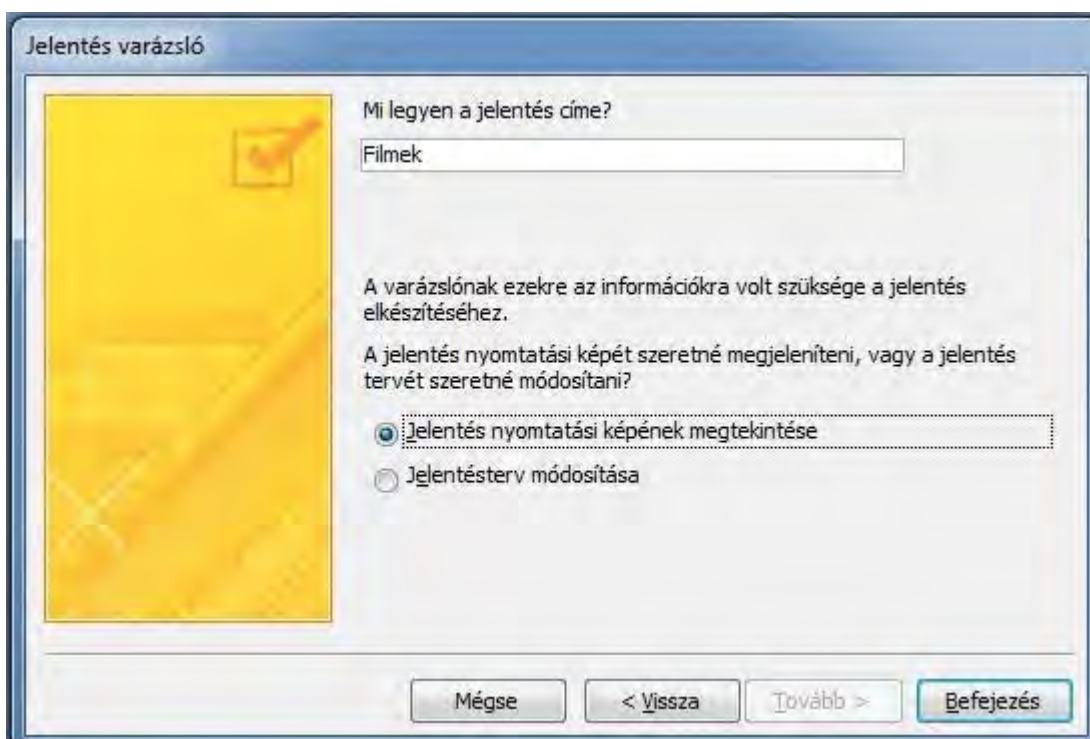 Jelentés varázsló
Mi legyen a jelentés címe?
Filmek
A varázslónak ezekre az információkra volt szüksége a jelentés
elkészítéséhez.
A jelentés nyomtatási képét szeretné megjeleníteni, vagy a jelentés
tervét szeretné módosítani?
Jelentés nyomtatási képének megtekintése
Jelentésterv módosítása
Mégse
< Vissza
Tovább >
Befejezés